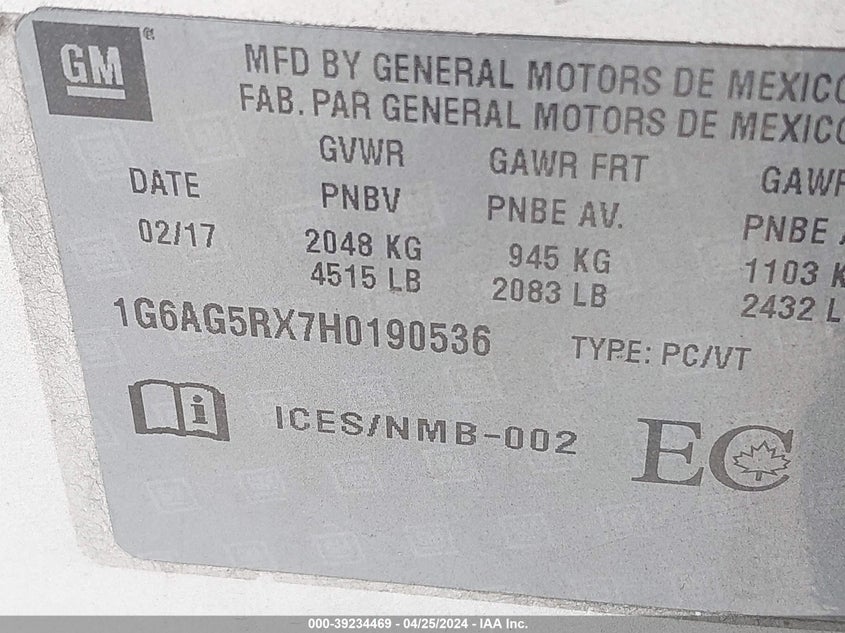 GM
MFD BY GENERAL MOTORS DE MEXICO
FAB. PAR GENERAL MOTORS DE MEXICO
DATE GVWR GAWR FRT GAWR
PNBV PNBE AV. PNBE
02/17 2048 KG 945 KG 1103 K
4515 LB 2083 LB 2432 L
1G6AG5RX7H0190536 TYPE: PC/VT
i ICES/NMB-002 EC
000-39234469 / 04/25/2024 - IAA Inc.